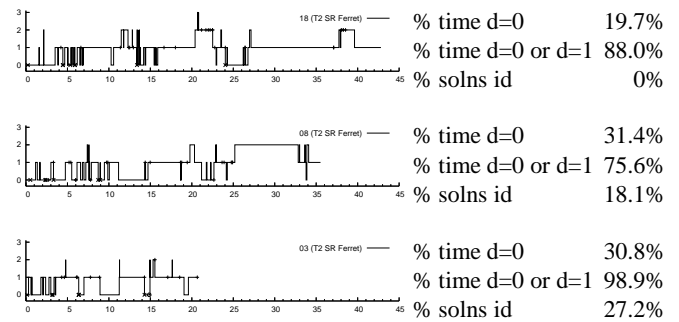 3
2
1
0
0 5 10 15 20 25 30 35 40 45
18 (T2 SR Ferret)
% time d=0 19.7%
% time d=0 or d=1 88.0%
% solns id 0%
3
2
1
0
0 5 10 15 20 25 30 35 40 45
08 (T2 SR Ferret)
% time d=0 31.4%
% time d=0 or d=1 75.6%
% solns id 18.1%
3
2
1
0
0 5 10 15 20 25 30 35 40 45
03 (T2 SR Ferret)
% time d=0 30.8%
% time d=0 or d=1 98.9%
% solns id 27.2%